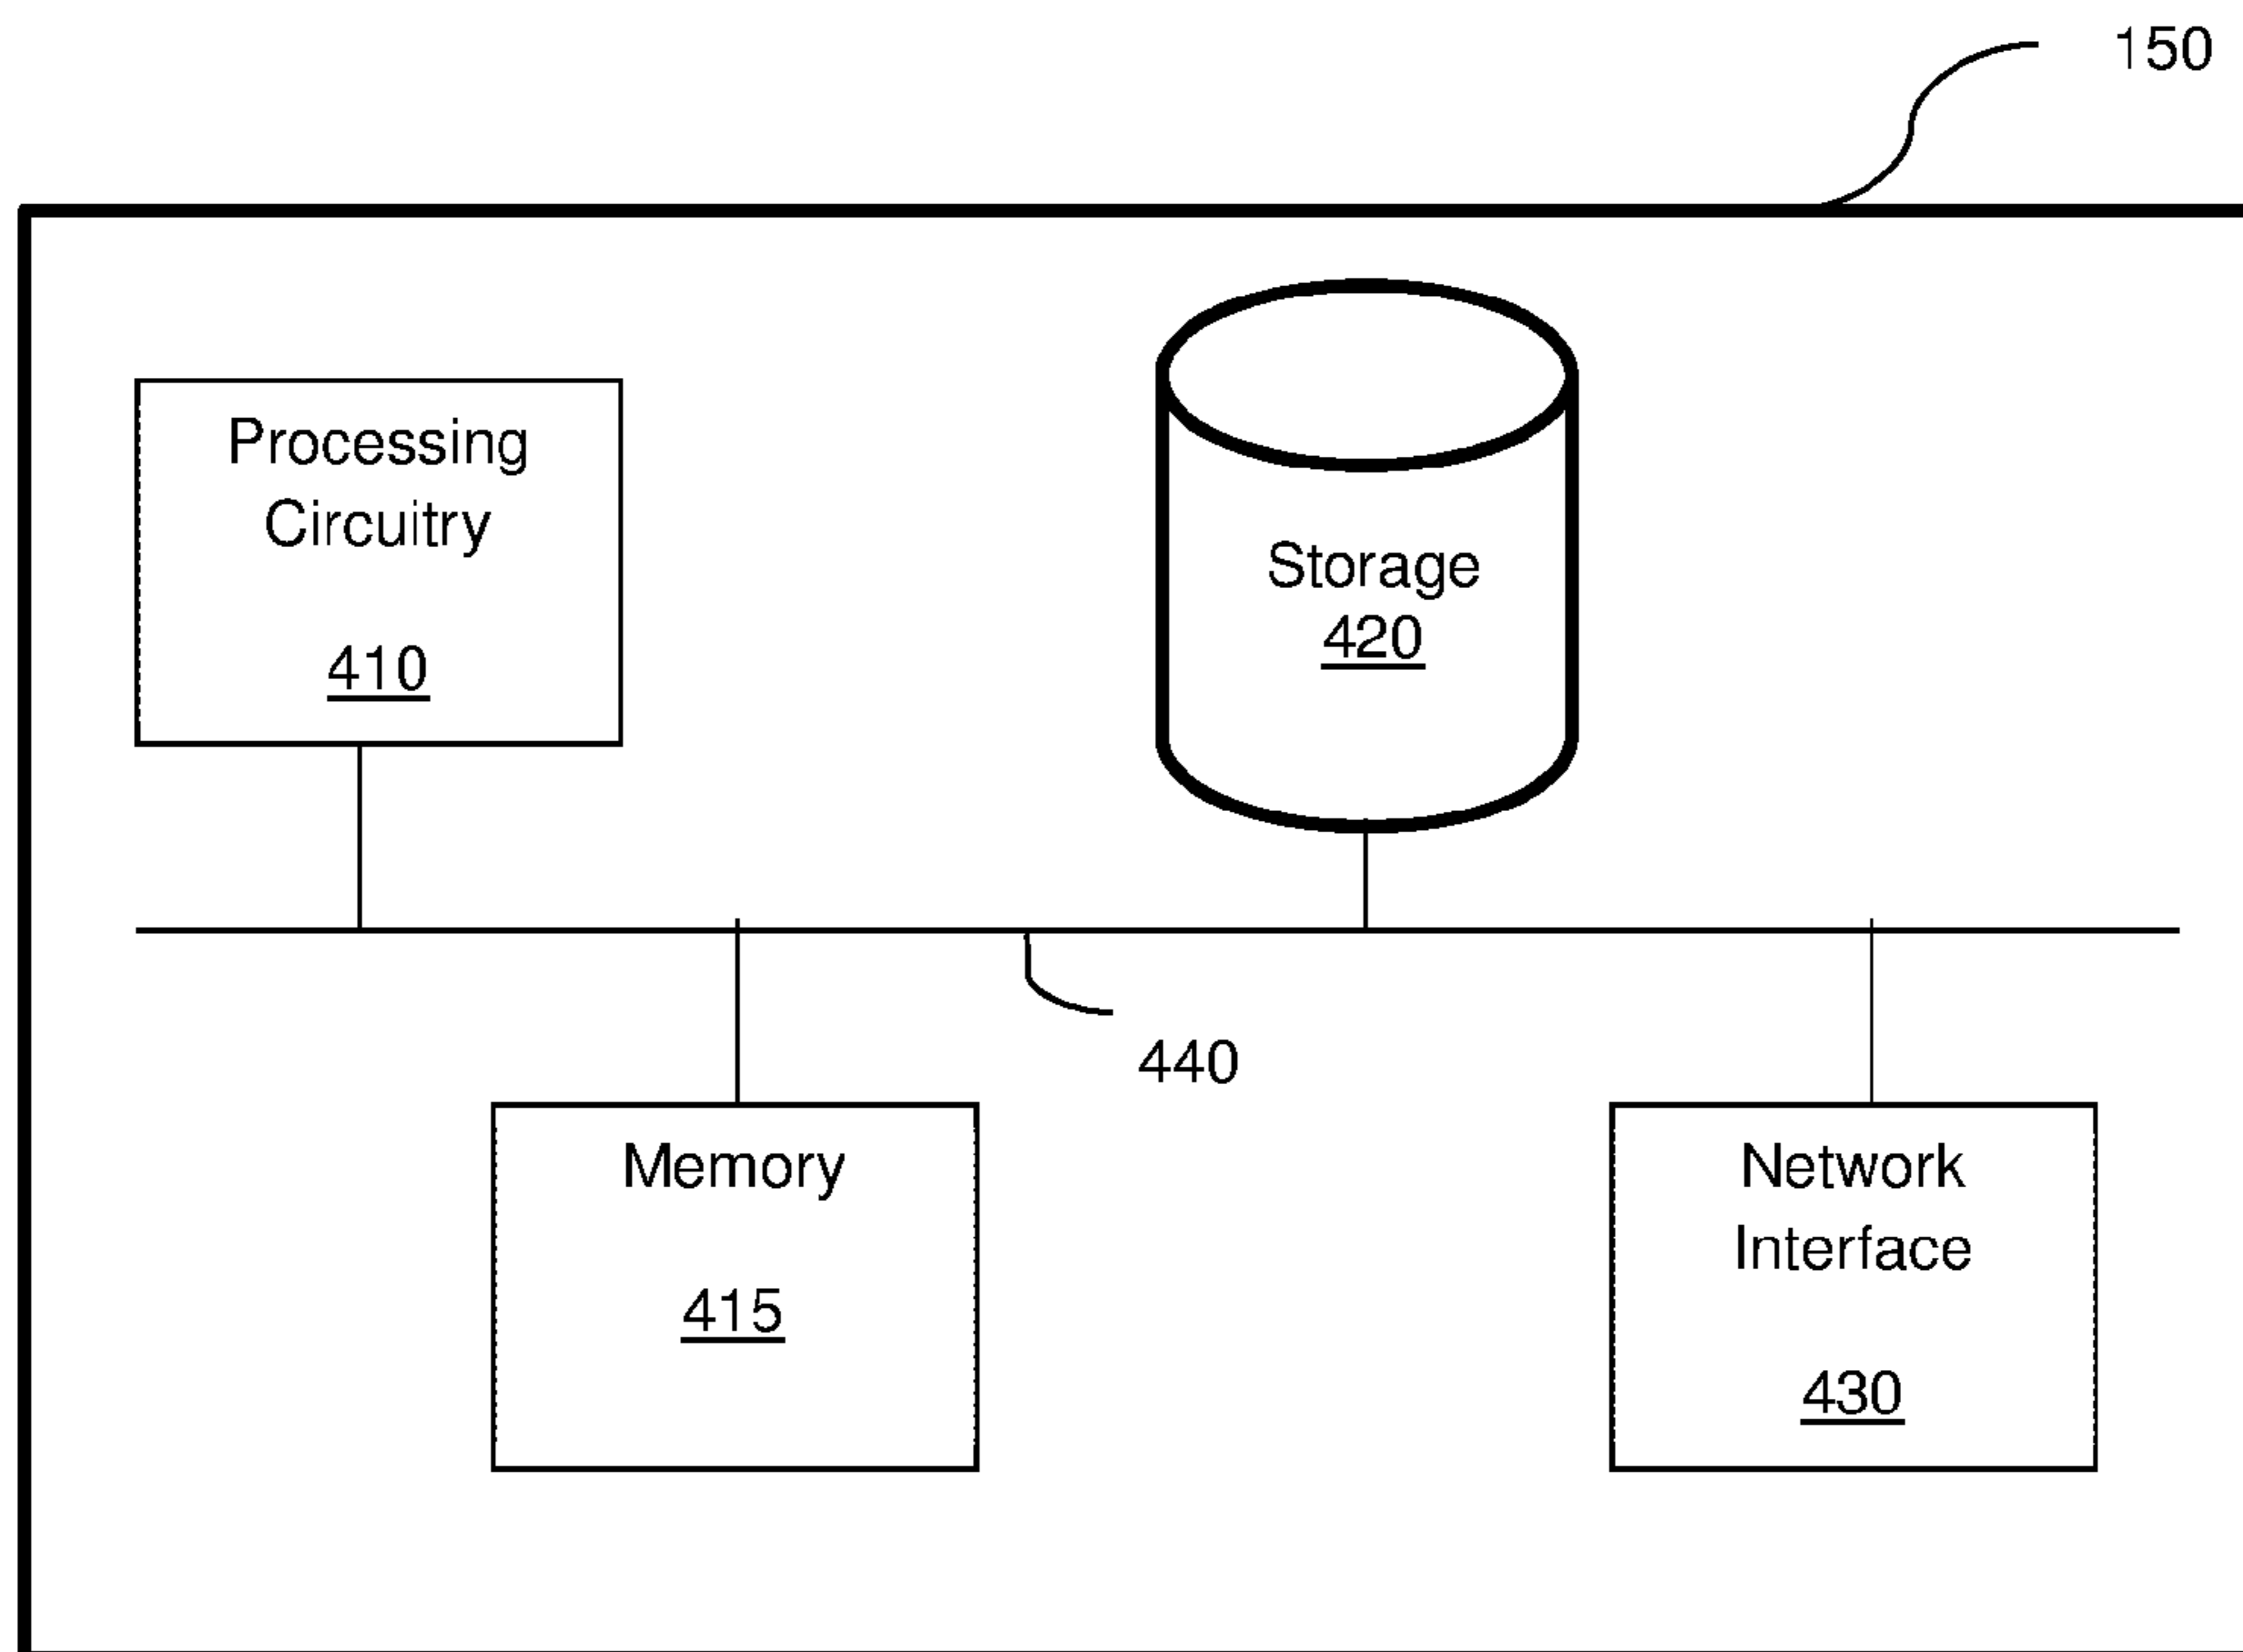 150
Processing
Circuitry
410
Storage
420
440
Memory
415
Network
Interface
430